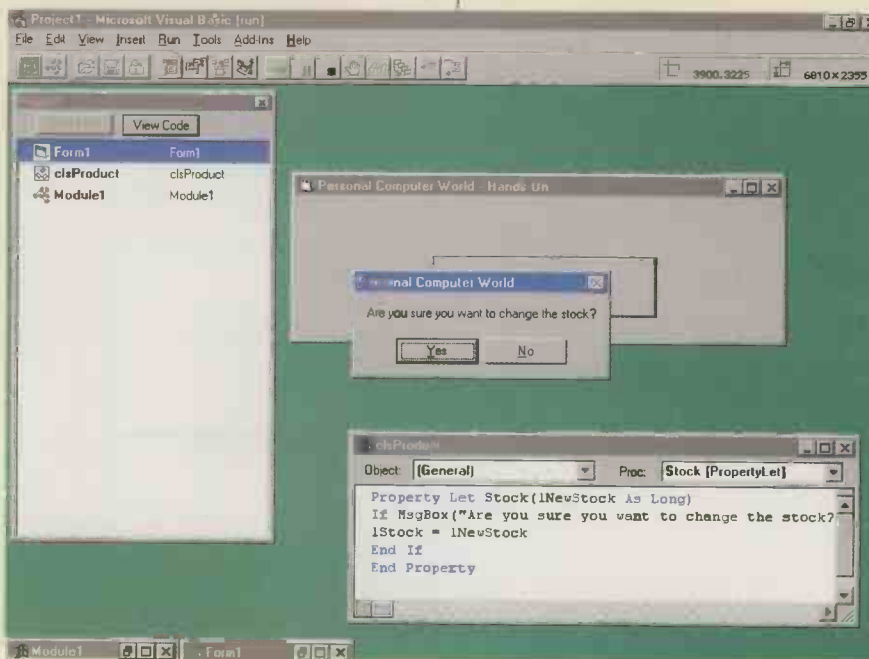 Project1 - Microsoft Visual Basic [run]
File Edit View Insert Run Tools Add-Ins Help
3900,3225 6810×2355
View Code
Form1 Form1
clsProduct clsProduct
Module1 Module1
Personal Computer World - Hands On
nal Computer World
Are you sure you want to change the stock?
Yes No
clsProdu
Object: (General) Proc: Stock [PropertyLet]
Property Let Stock(lNewStock As Long)
If MsgBox("Are you sure you want to change the stock?
lStock = lNewStock
End If
End Property
Module1 Form1